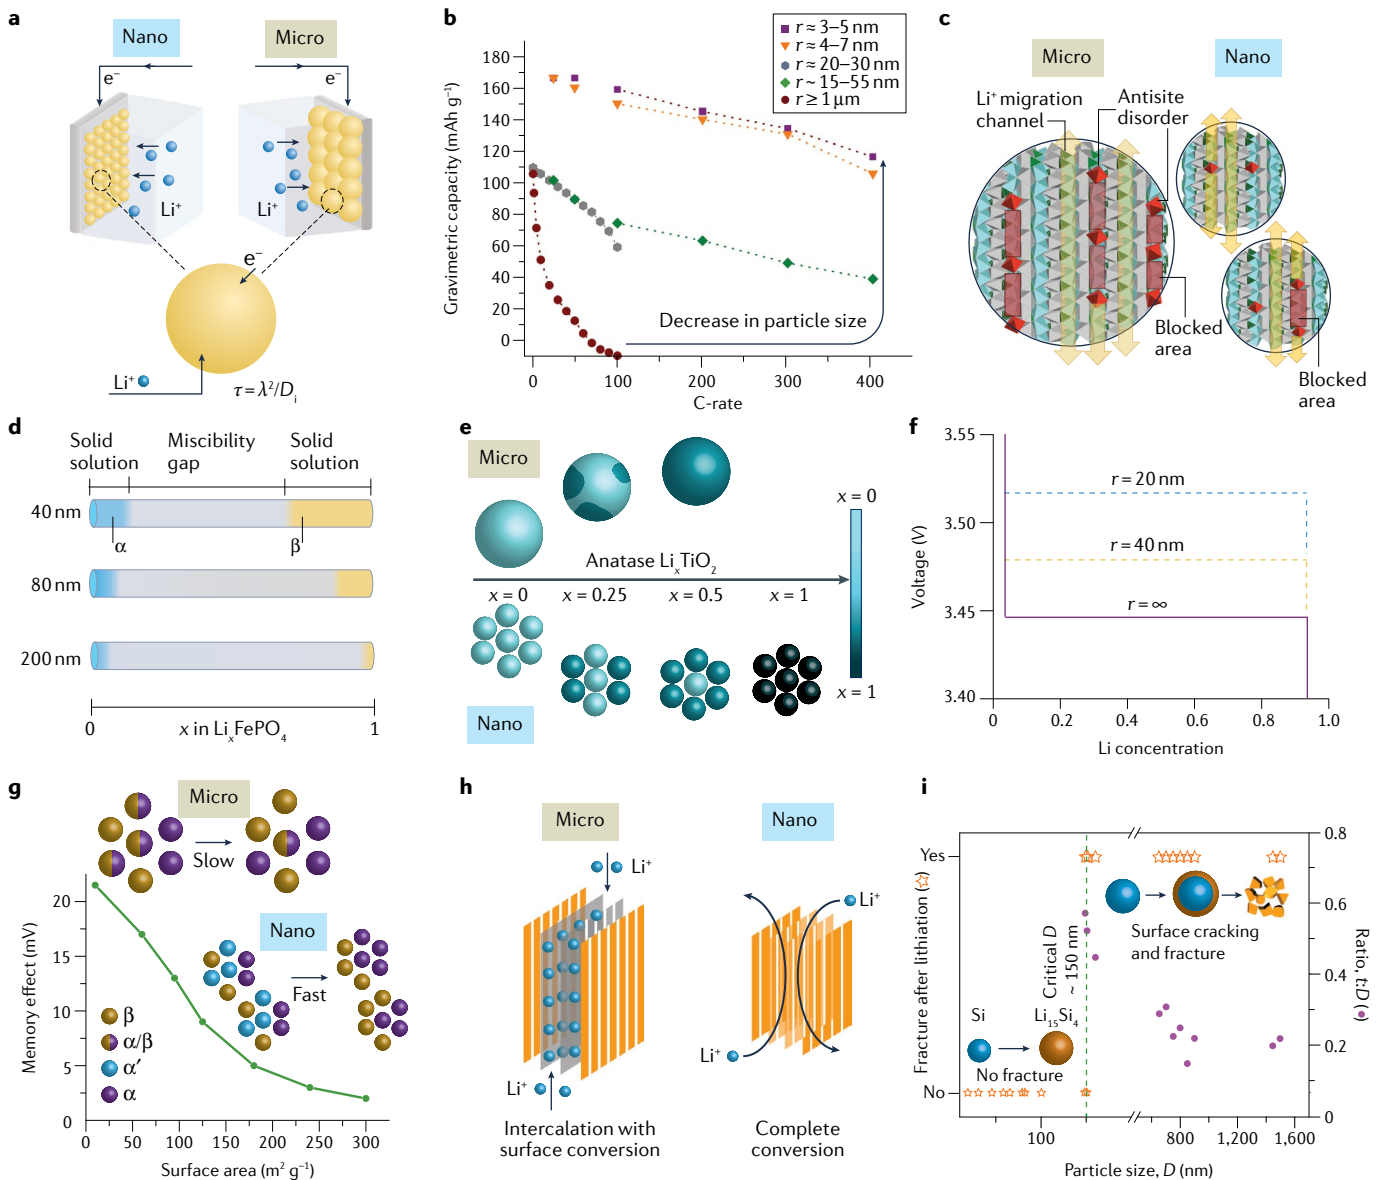 a
Nano
Micro
e⁻
e⁻
Li⁺
Li⁺
e⁻
Li⁺
τ = λ²/Dᵢ
b
r ≈ 3–5 nm
r ≈ 4–7 nm
r ≈ 20–30 nm
r ~ 15–55 nm
r ≥ 1 μm
Gravimetric capacity (mAh g⁻¹)
180
160
140
120
100
80
60
40
20
0
Decrease in particle size
0
100
200
300
400
C-rate
c
Micro
Nano
Li⁺ migration
channel
Antisite
disorder
Blocked
area
Blocked
area
d
Solid
solution
Miscibility
gap
Solid
solution
40 nm
α
β
80 nm
200 nm
0
x in LiₓFePO₄
1
e
Micro
x = 0
Anatase LiₓTiO₂
x = 0
x = 0.25
x = 0.5
x = 1
x = 1
Nano
f
Voltage (V)
3.55
3.50
3.45
3.40
r = 20 nm
r = 40 nm
r = ∞
0
0.2
0.4
0.6
0.8
1.0
Li concentration
g
Micro
Slow
Nano
Fast
Memory effect (mV)
20
15
10
5
0
β
α/β
α′
α
0
50
100
150
200
250
300
Surface area (m² g⁻¹)
h
Micro
Nano
Li⁺
Li⁺
Li⁺
Li⁺
Intercalation with
surface conversion
Complete
conversion
i
Fracture after lithiation (☆)
Yes
No
Critical D
~ 150 nm
Surface cracking
and fracture
Si
Li₁₅Si₄
No fracture
0.8
0.6
0.4
0.2
0
Ratio, t:D (•)
100
800
1,200
1,600
Particle size, D (nm)